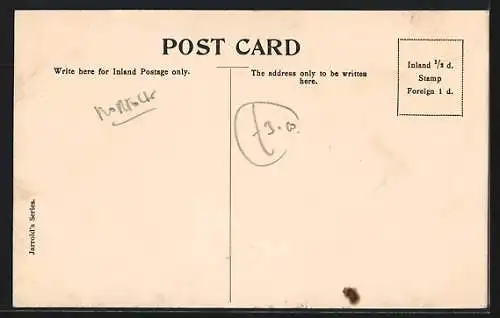 POST CARD
Write here for Inland Postage only.
The address only to be written
here.
Inland 1/2 d.
Stamp
Foreign 1 d.
Norfolk
Jarrold's Series.